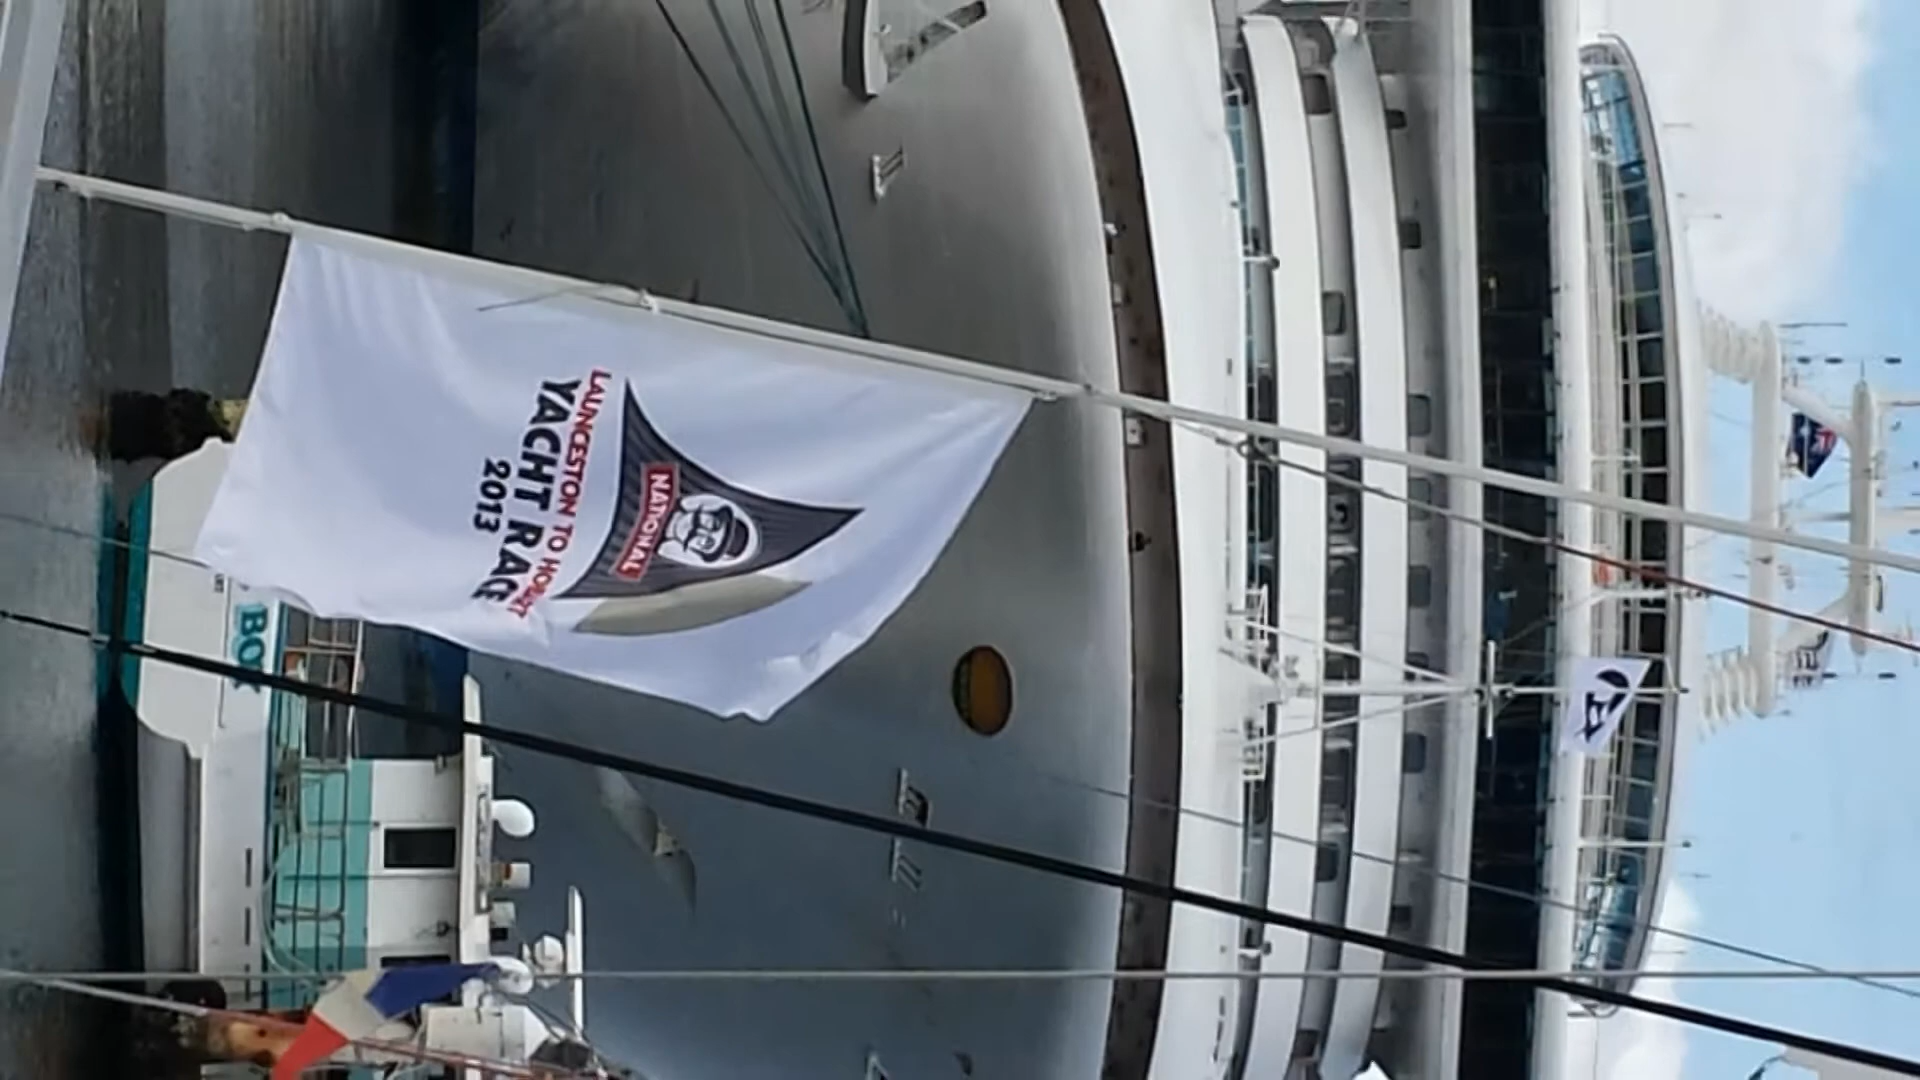 NATIONAL
LAUNCESTON TO HOBART
YACHT RACE
2013